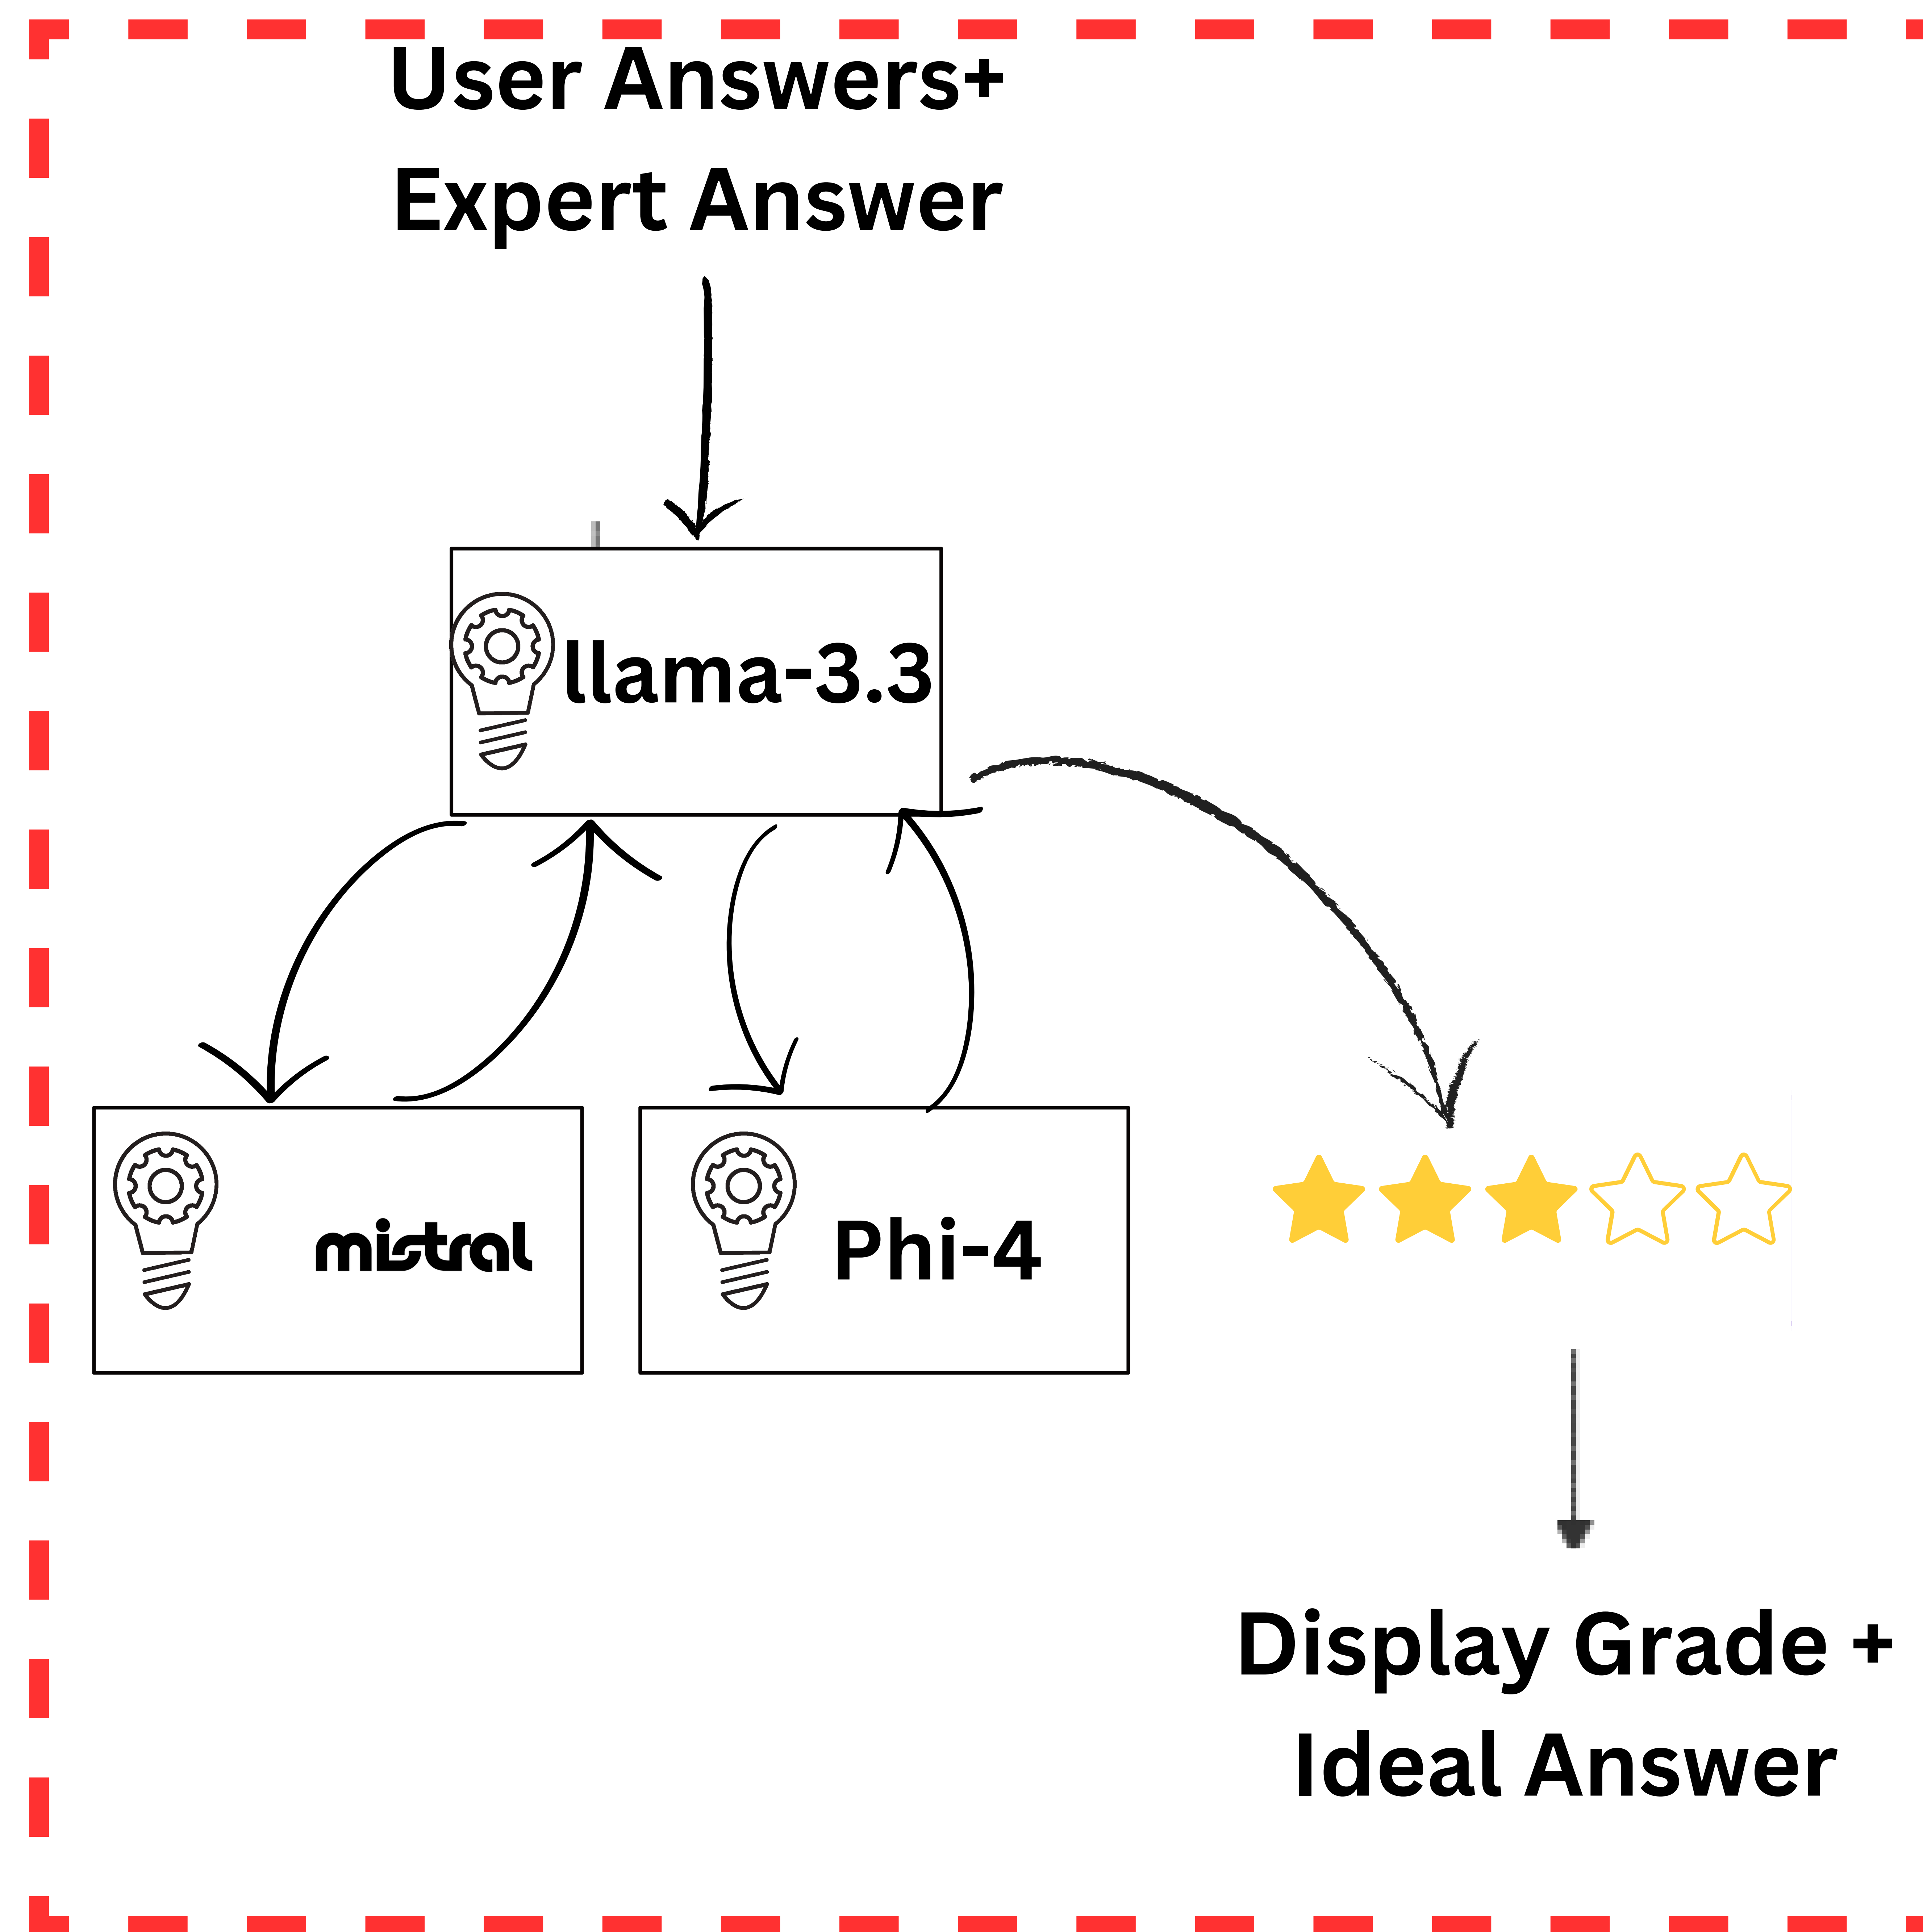 User Answers+
Expert Answer
llama-3.3
mistral
Phi-4
Display Grade +
Ideal Answer